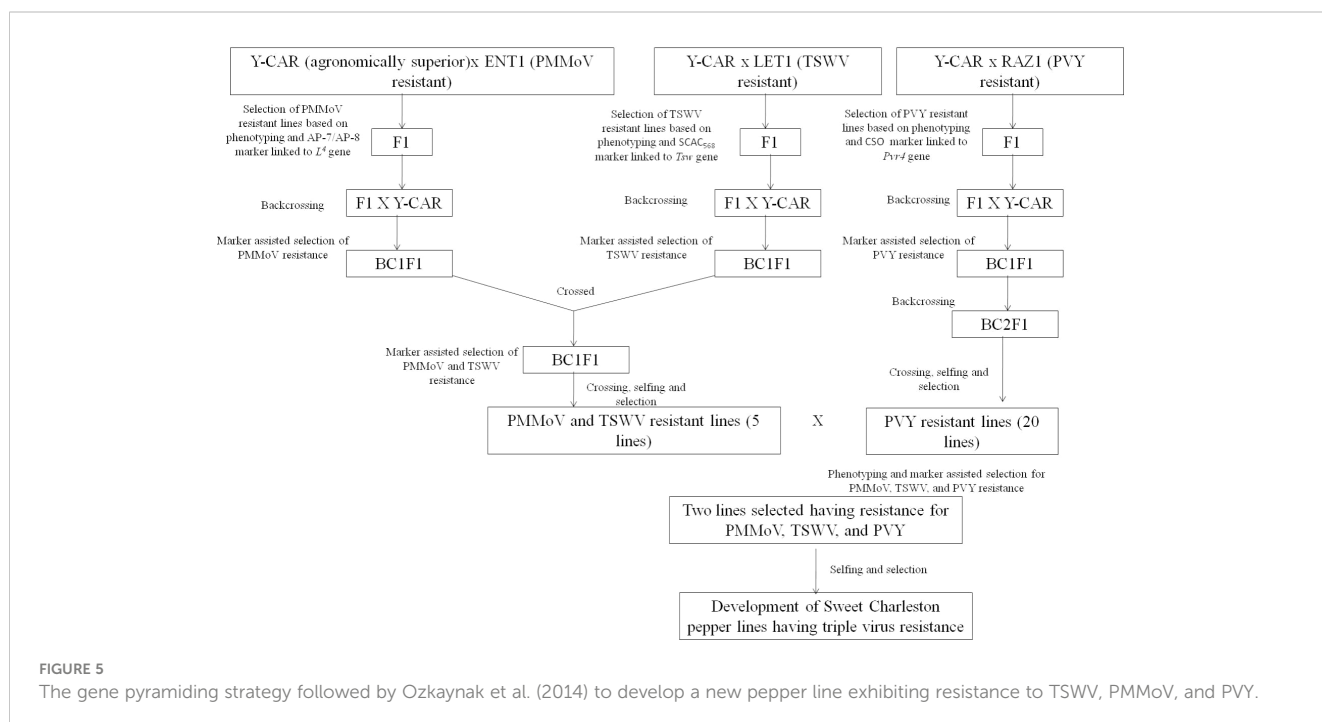 Y-CAR (agronomically superior)x ENT1 (PMMoV
resistant)
Y-CAR x LET1 (TSWV
resistant)
Y-CAR x RAZ1 (PVY
resistant)
Selection of PMMoV
resistant lines based on
phenotyping and AP-7/AP-8
marker linked to L⁴ gene
F1
Selection of TSWV
resistant lines based on
phenotyping and SCAC₅₆₈
marker linked to Tsw gene
F1
Selection of PVY resistant
lines based on phenotyping
and CSO marker linked to
Pvr4 gene
F1
Backcrossing
F1 X Y-CAR
Backcrossing
F1 X Y-CAR
Backcrossing
F1 X Y-CAR
Marker assisted selection of
PMMoV resistance
BC1F1
Marker assisted selection of
TSWV resistance
BC1F1
Marker assisted selection of
PVY resistance
BC1F1
Crossed
Backcrossing
BC2F1
Marker assisted selection of
PMMoV and TSWV
resistance
BC1F1
Crossing, selfing and
selection
Crossing, selfing and
selection
PMMoV and TSWV resistant lines (5
lines)
X
PVY resistant lines (20
lines)
Phenotyping and marker assisted selection for
PMMoV, TSWV, and PVY resistance
Two lines selected having resistance for
PMMoV, TSWV, and PVY
Selfing and selection
Development of Sweet Charleston
pepper lines having triple virus resistance
FIGURE 5
The gene pyramiding strategy followed by Ozkaynak et al. (2014) to develop a new pepper line exhibiting resistance to TSWV, PMMoV, and PVY.